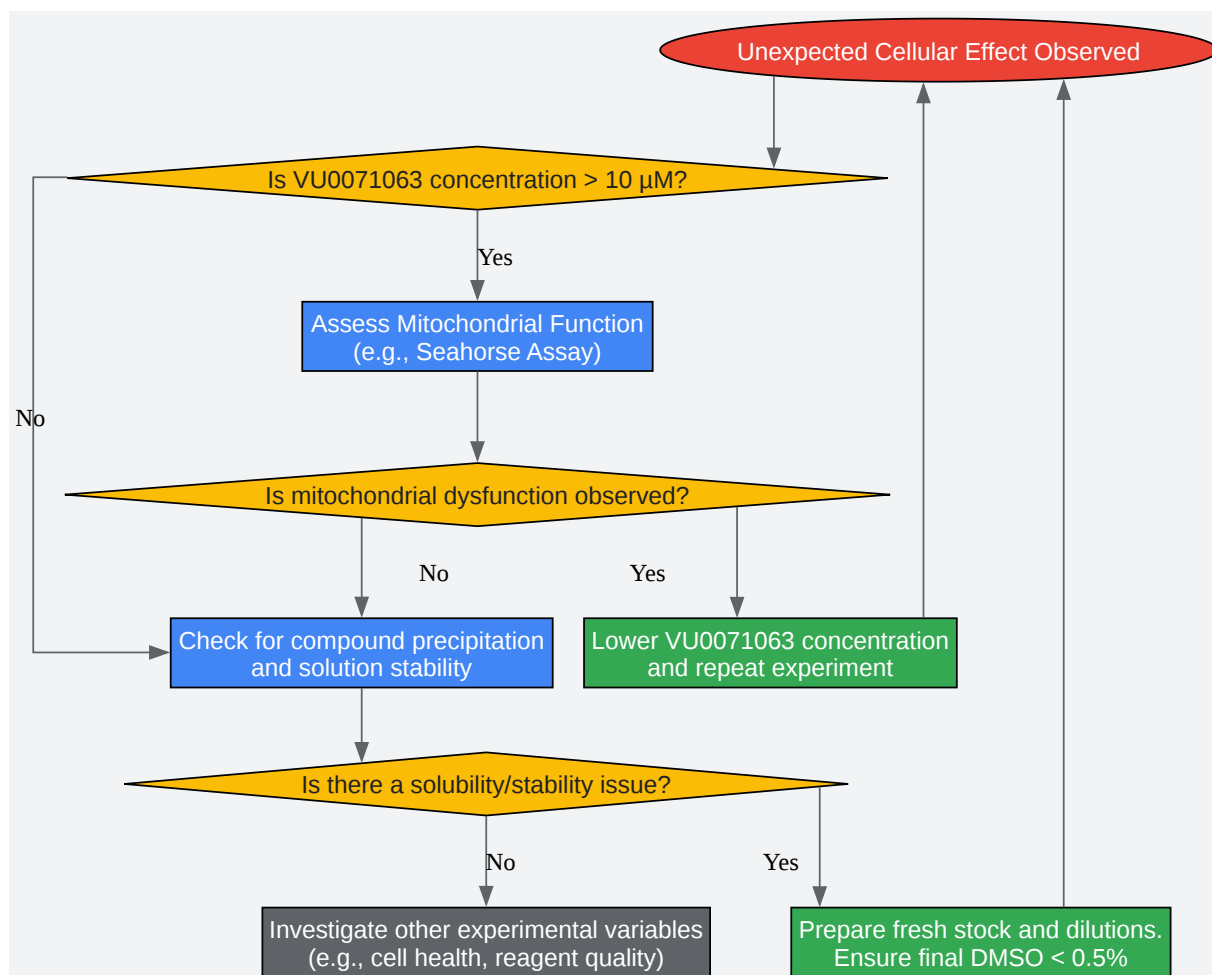 Unexpected Cellular Effect Observed
Is VU0071063 concentration > 10 µM?
Yes
Assess Mitochondrial Function
(e.g., Seahorse Assay)
No
Is mitochondrial dysfunction observed?
No
Yes
Check for compound precipitation
and solution stability
Lower VU0071063 concentration
and repeat experiment
Is there a solubility/stability issue?
No
Yes
Investigate other experimental variables
(e.g., cell health, reagent quality)
Prepare fresh stock and dilutions.
Ensure final DMSO < 0.5%